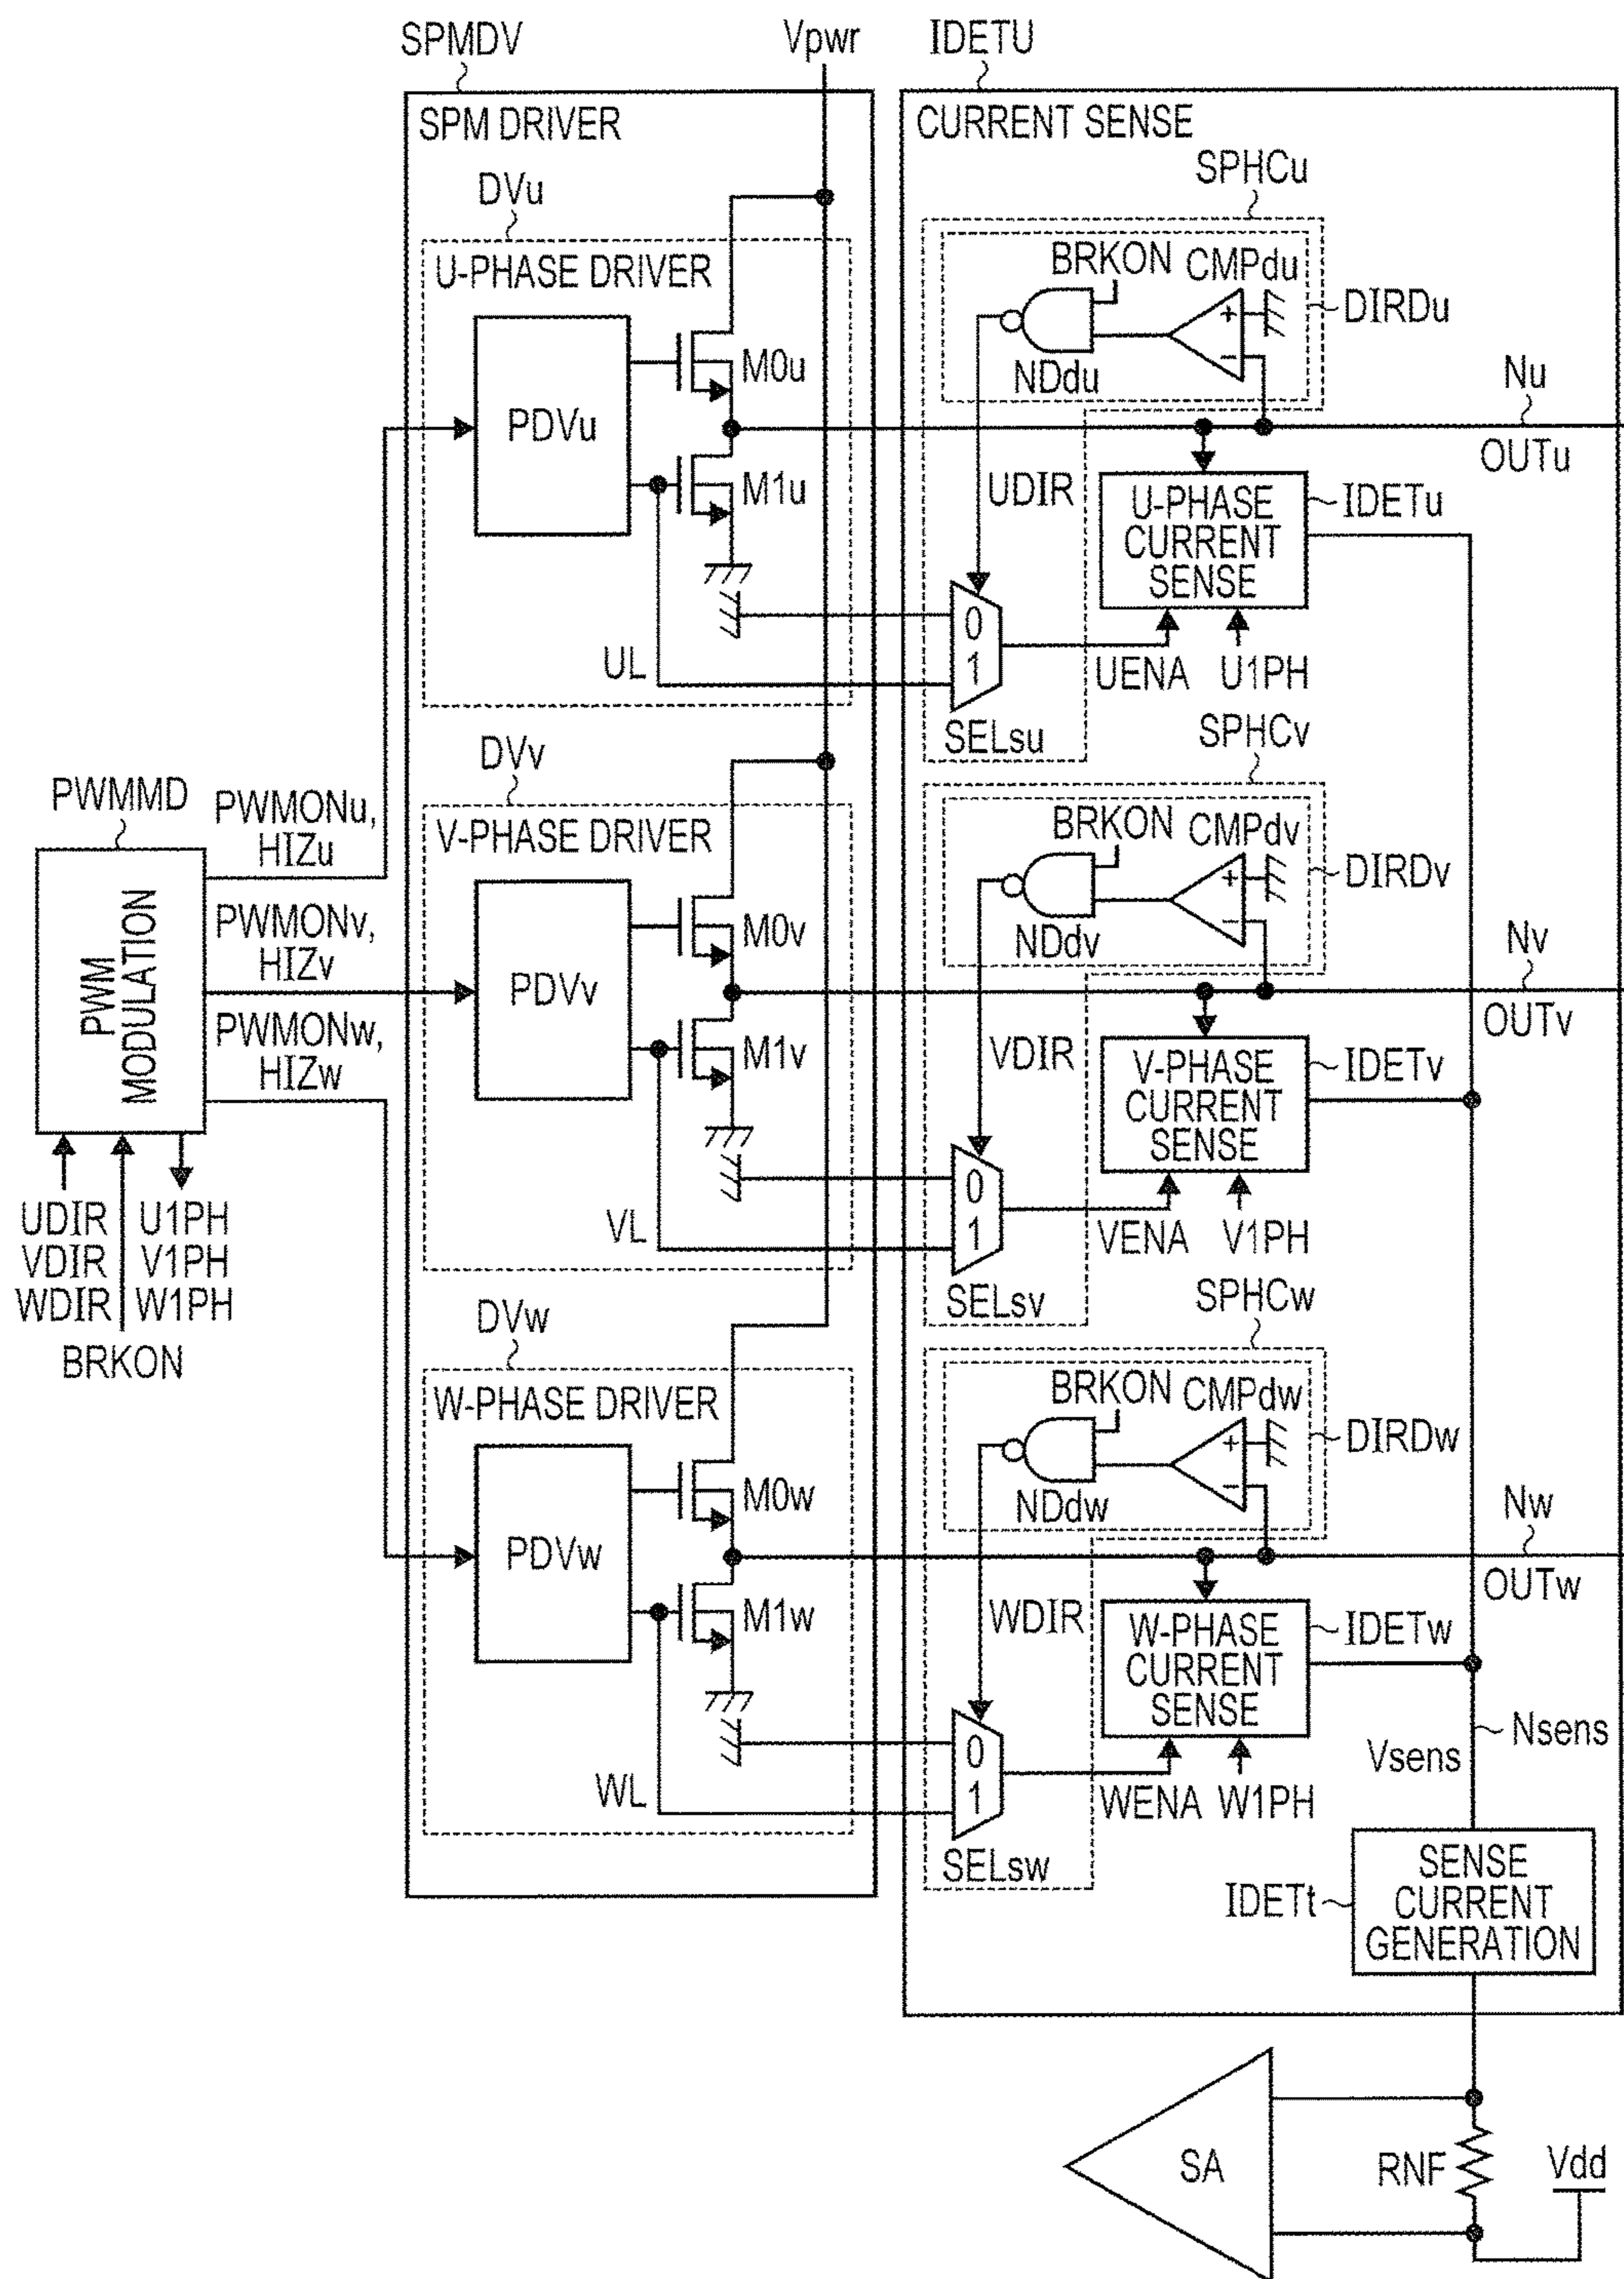 SPMDV
Vpwr
IDETU
SPM DRIVER
CURRENT SENSE
SPHCu
DVu
U-PHASE DRIVER
BRKON
CMPdu
DIRDu
+
−
NDdu
PDVu
M0u
M1u
Nu
OUTu
UDIR
U-PHASE
CURRENT
SENSE
IDETu
0
1
UL
UENA
U1PH
SELsu
SPHCv
DVv
PWMMD
PWMONu,
HIZu
V-PHASE DRIVER
BRKON
CMPdv
DIRDv
+
−
NDdv
PWM
MODULATION
PWMONv,
HIZv
PDVv
M0v
M1v
Nv
OUTv
PWMONw,
HIZw
VDIR
V-PHASE
CURRENT
SENSE
IDETv
0
1
UDIR
VDIR
WDIR
U1PH
V1PH
W1PH
BRKON
VL
VENA
V1PH
SELsv
SPHCw
DVw
W-PHASE DRIVER
BRKON
CMPdw
DIRDw
+
−
NDdw
PDVw
M0w
M1w
Nw
OUTw
WDIR
W-PHASE
CURRENT
SENSE
IDETw
0
1
Nsens
Vsens
WL
WENA
W1PH
SELsw
IDETt
SENSE
CURRENT
GENERATION
SA
RNF
Vdd